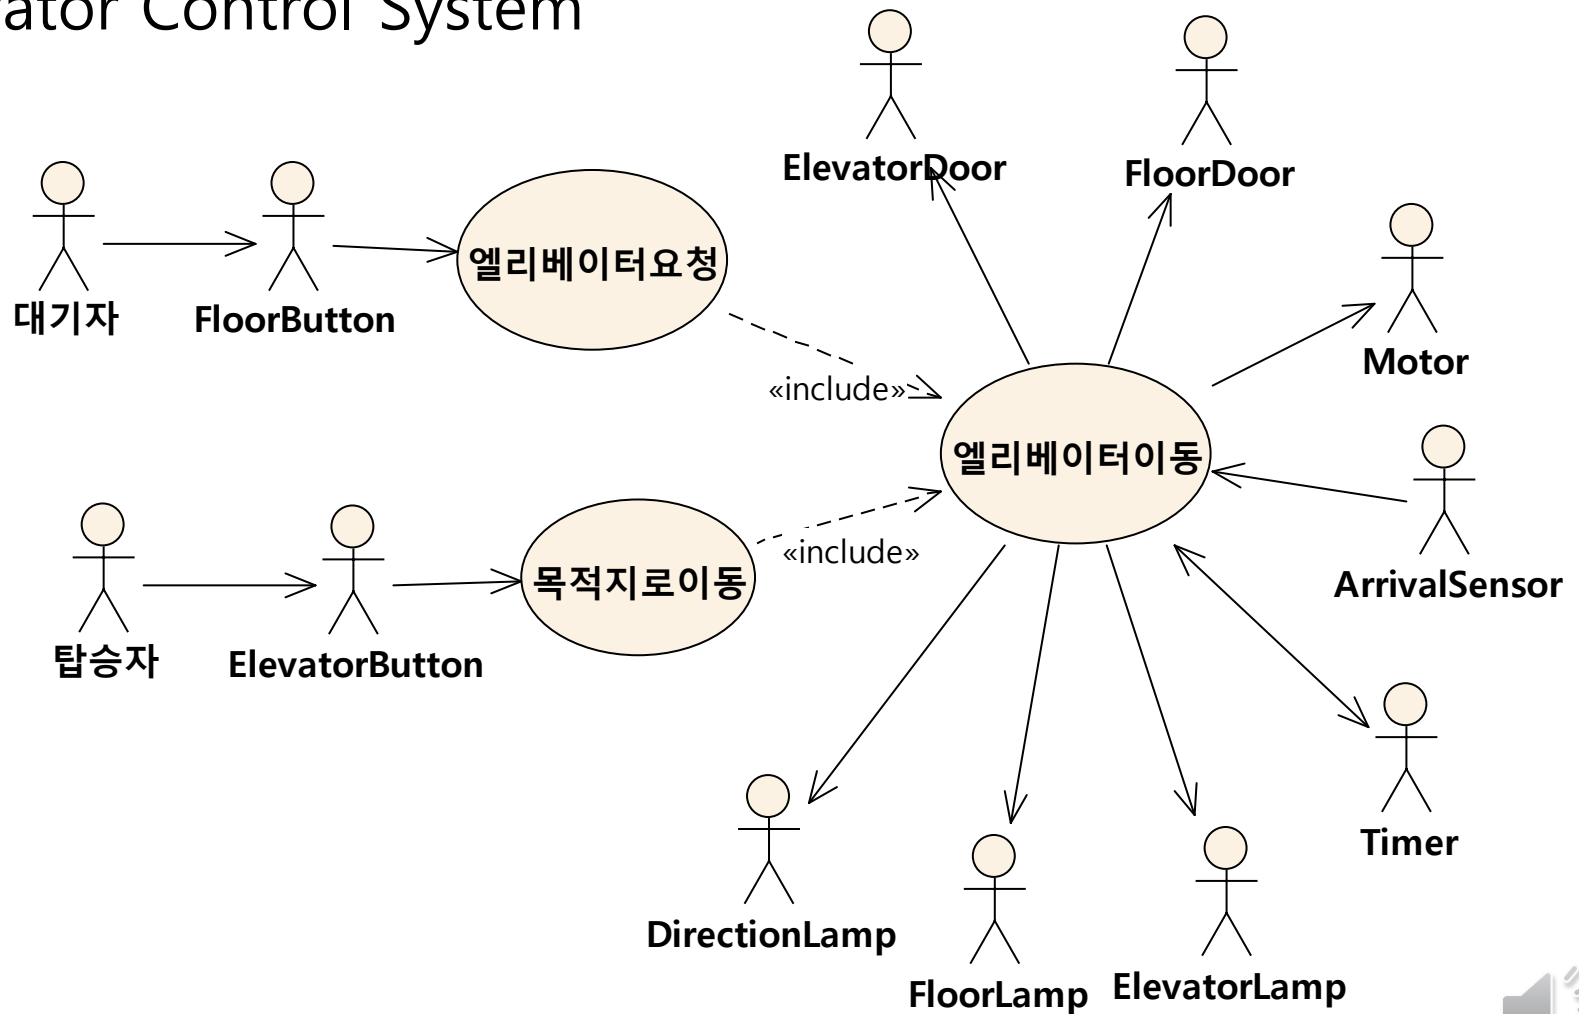 ator Control System
ElevatorDoor
FloorDoor
대기자
FloorButton
엘리베이터요청
Motor
«include»
엘리베이터이동
탑승자
ElevatorButton
목적지로이동
«include»
ArrivalSensor
Timer
DirectionLamp
FloorLamp
ElevatorLamp